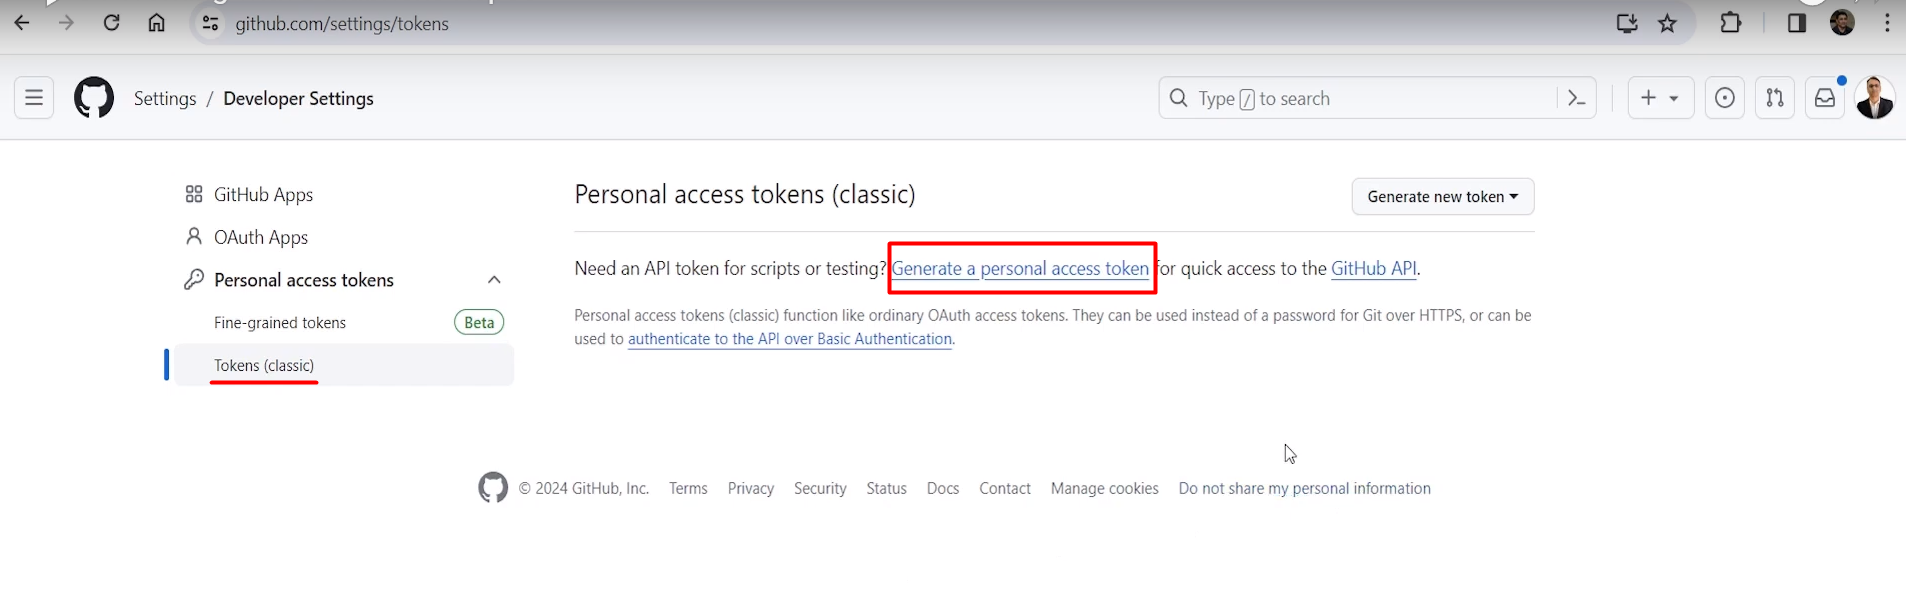 github.com/settings/tokens
Settings / Developer Settings
Type / to search
GitHub Apps
OAuth Apps
Personal access tokens
Fine-grained tokens
Beta
Tokens (classic)
Personal access tokens (classic)
Generate new token
Need an API token for scripts or testing? Generate a personal access token for quick access to the GitHub API.
Personal access tokens (classic) function like ordinary OAuth access tokens. They can be used instead of a password for Git over HTTPS, or can be
used to authenticate to the API over Basic Authentication.
© 2024 GitHub, Inc. Terms Privacy Security Status Docs Contact Manage cookies Do not share my personal information